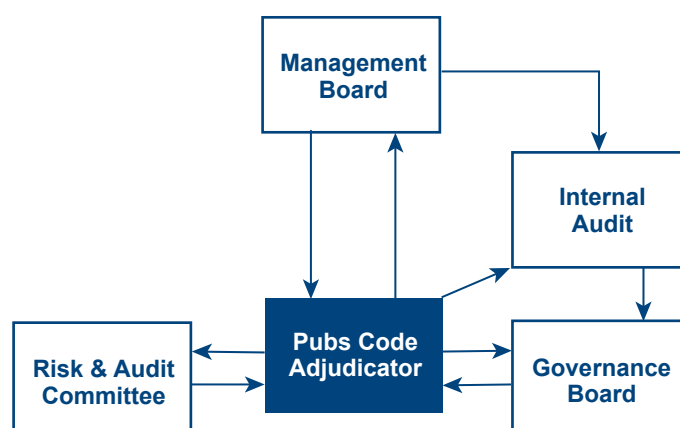 Management
Board
Internal
Audit
Pubs Code
Adjudicator
Risk & Audit
Committee
Governance
Board